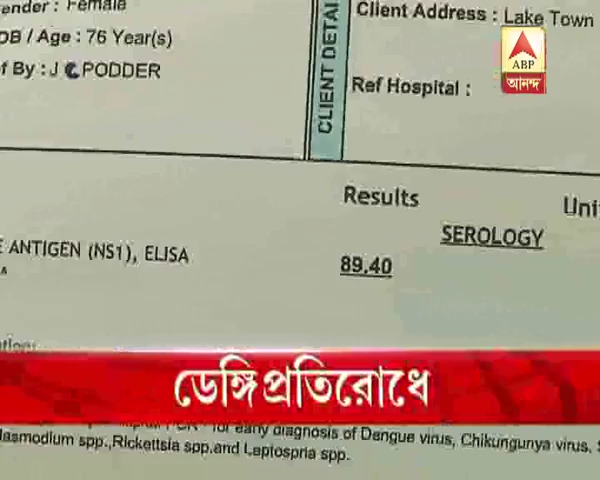 ender : Female
OB / Age : 76 Year(s)
f By : J C PODDER
CLIENT DETAI
Client Address : Lake Town
Ref Hospital :
ABP
আনন্দ
Results
Uni
SEROLOGY
E ANTIGEN (NS1), ELISA
89.40
ডেঙ্গি প্রতিরোধে
for early diagnosis of Dengue virus, Chikungunya virus,
lasmodium spp.,Rickettsia spp.and Leptospria spp.